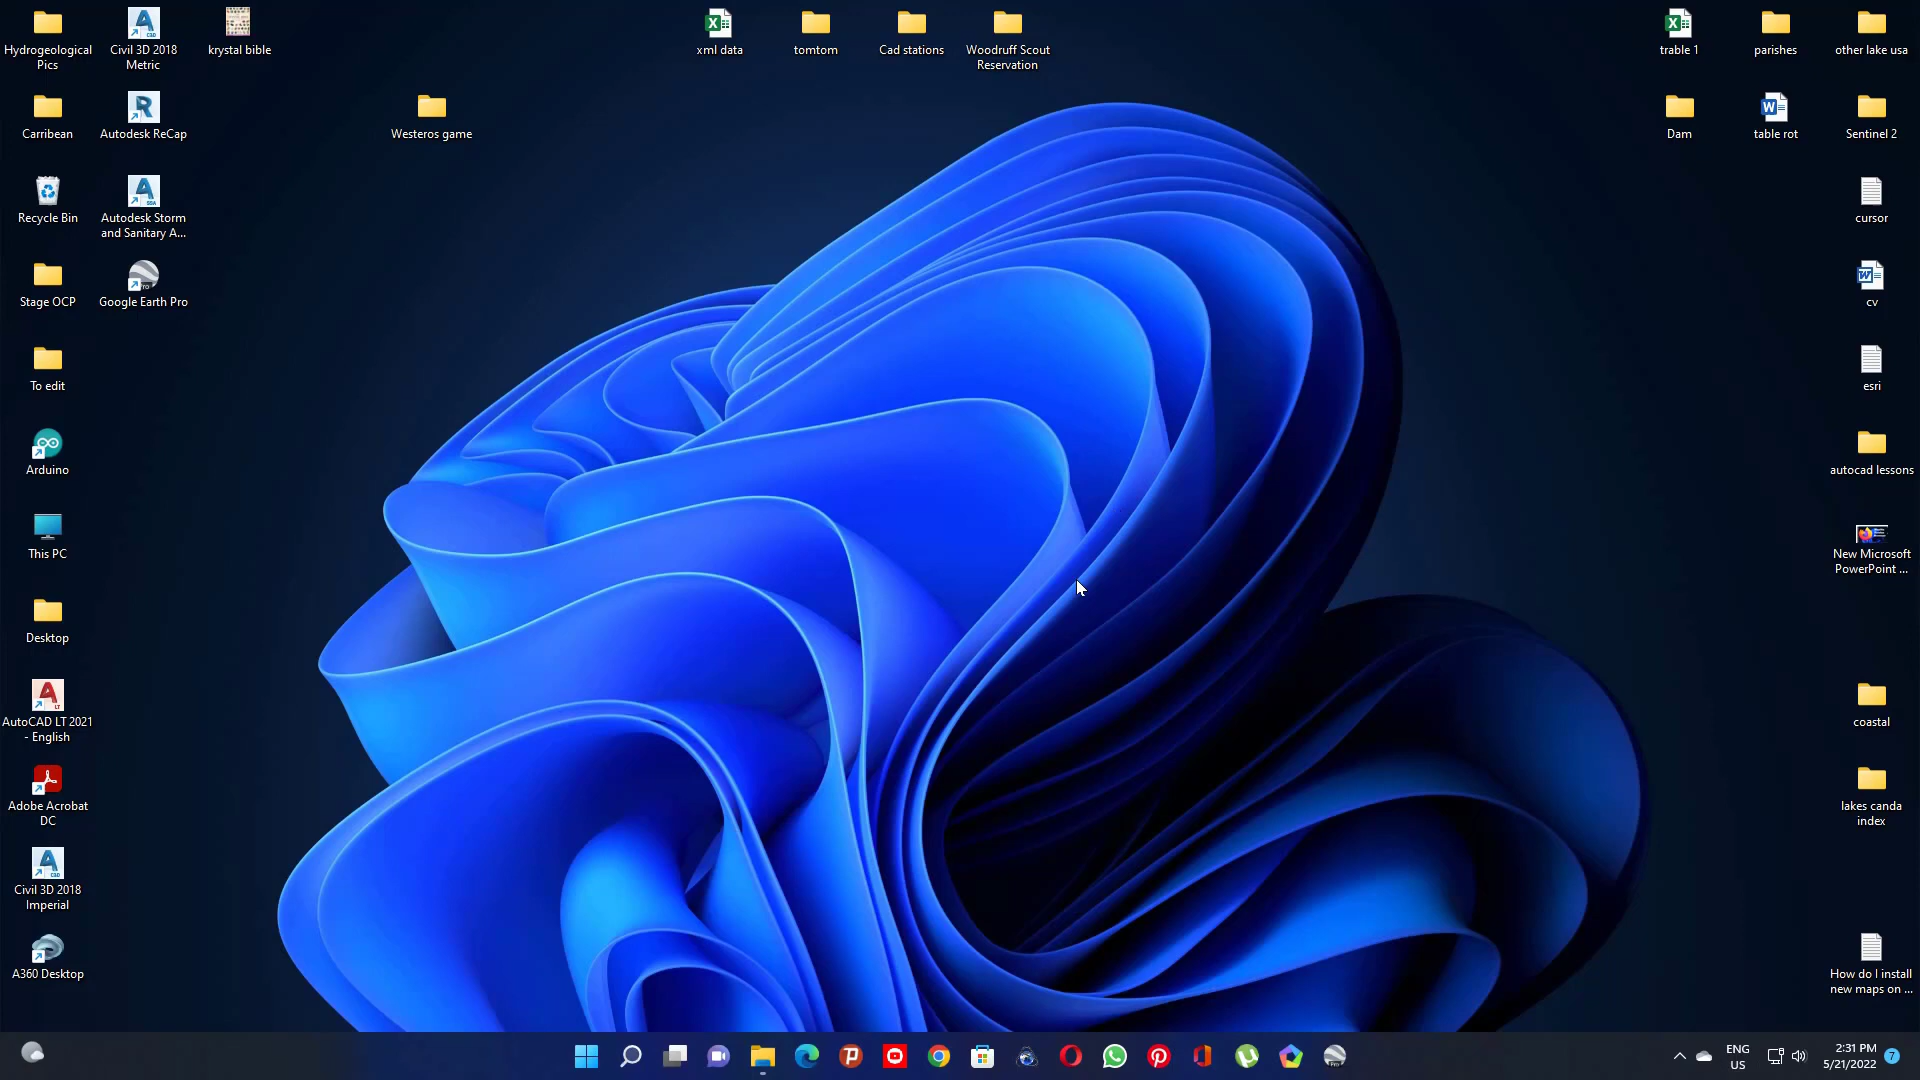 Hydrogeological
Pics
Civil 3D 2018
Metric
krystal bible
xml data
tomtom
Cad stations
Woodruff Scout
Reservation
trable 1
parishes
other lake usa
Carribean
Autodesk ReCap
Westeros game
Dam
table rot
Sentinel 2
Recycle Bin
Autodesk Storm
and Sanitary A...
cursor
Stage OCP
Google Earth Pro
cv
To edit
esri
Arduino
autocad lessons
This PC
New Microsoft
PowerPoint ...
Desktop
AutoCAD LT 2021
- English
coastal
Adobe Acrobat
DC
lakes canda
index
Civil 3D 2018
Imperial
A360 Desktop
How do I install
new maps on ...
ENG
US
2:31 PM
5/21/2022
7